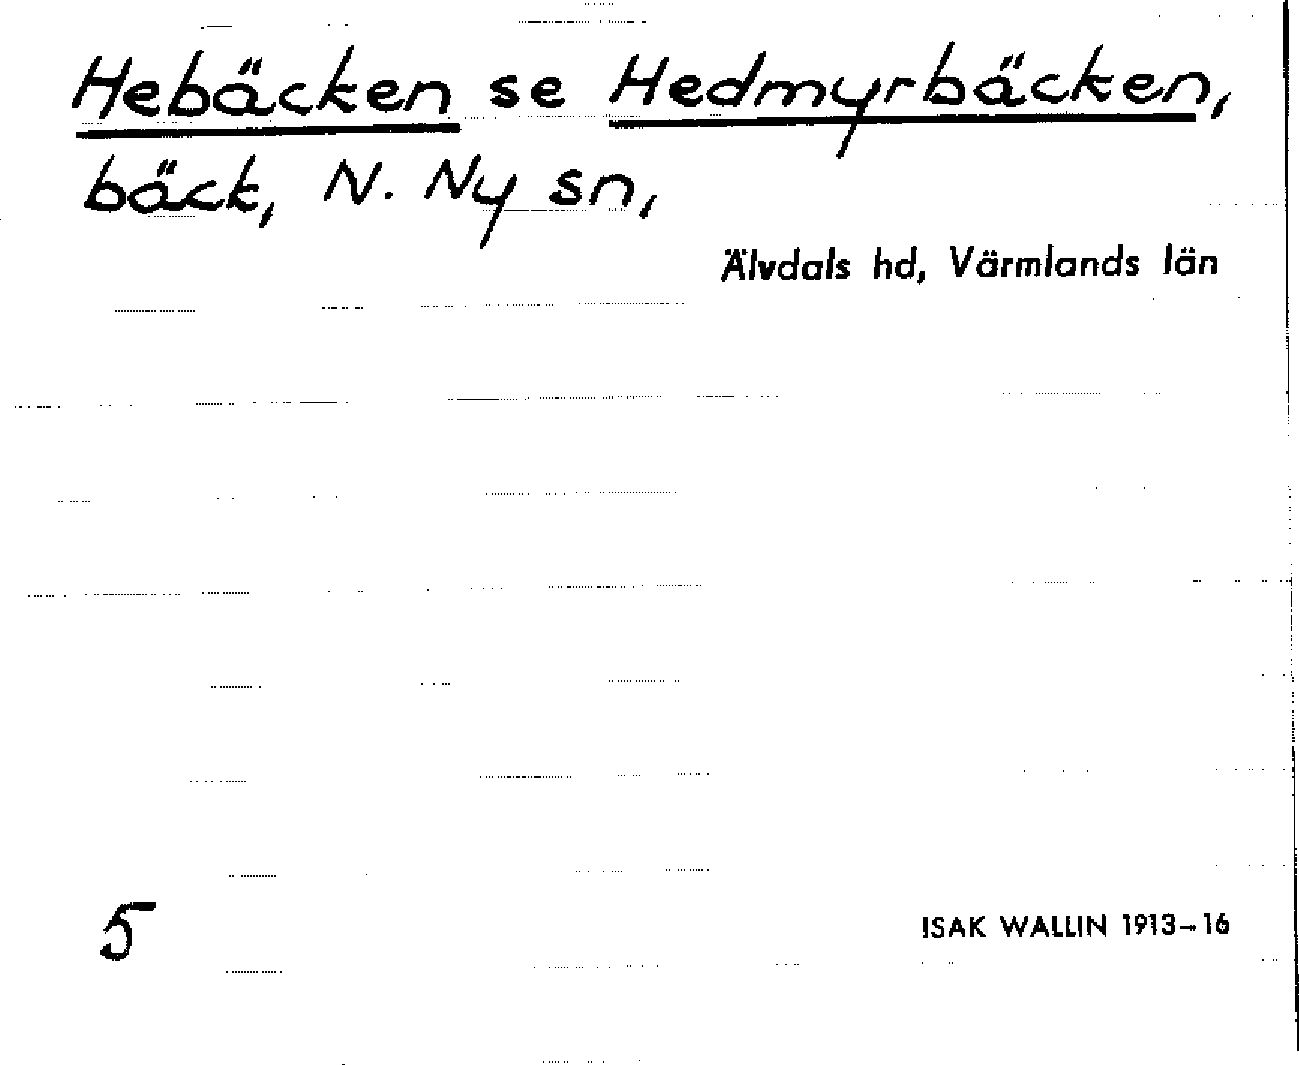 Hebäcken se Hedmyrbäcken,
bäck, N. Ny sn,
Älvdals hd, Värmlands län
5
ISAK WALLIN 1913–16